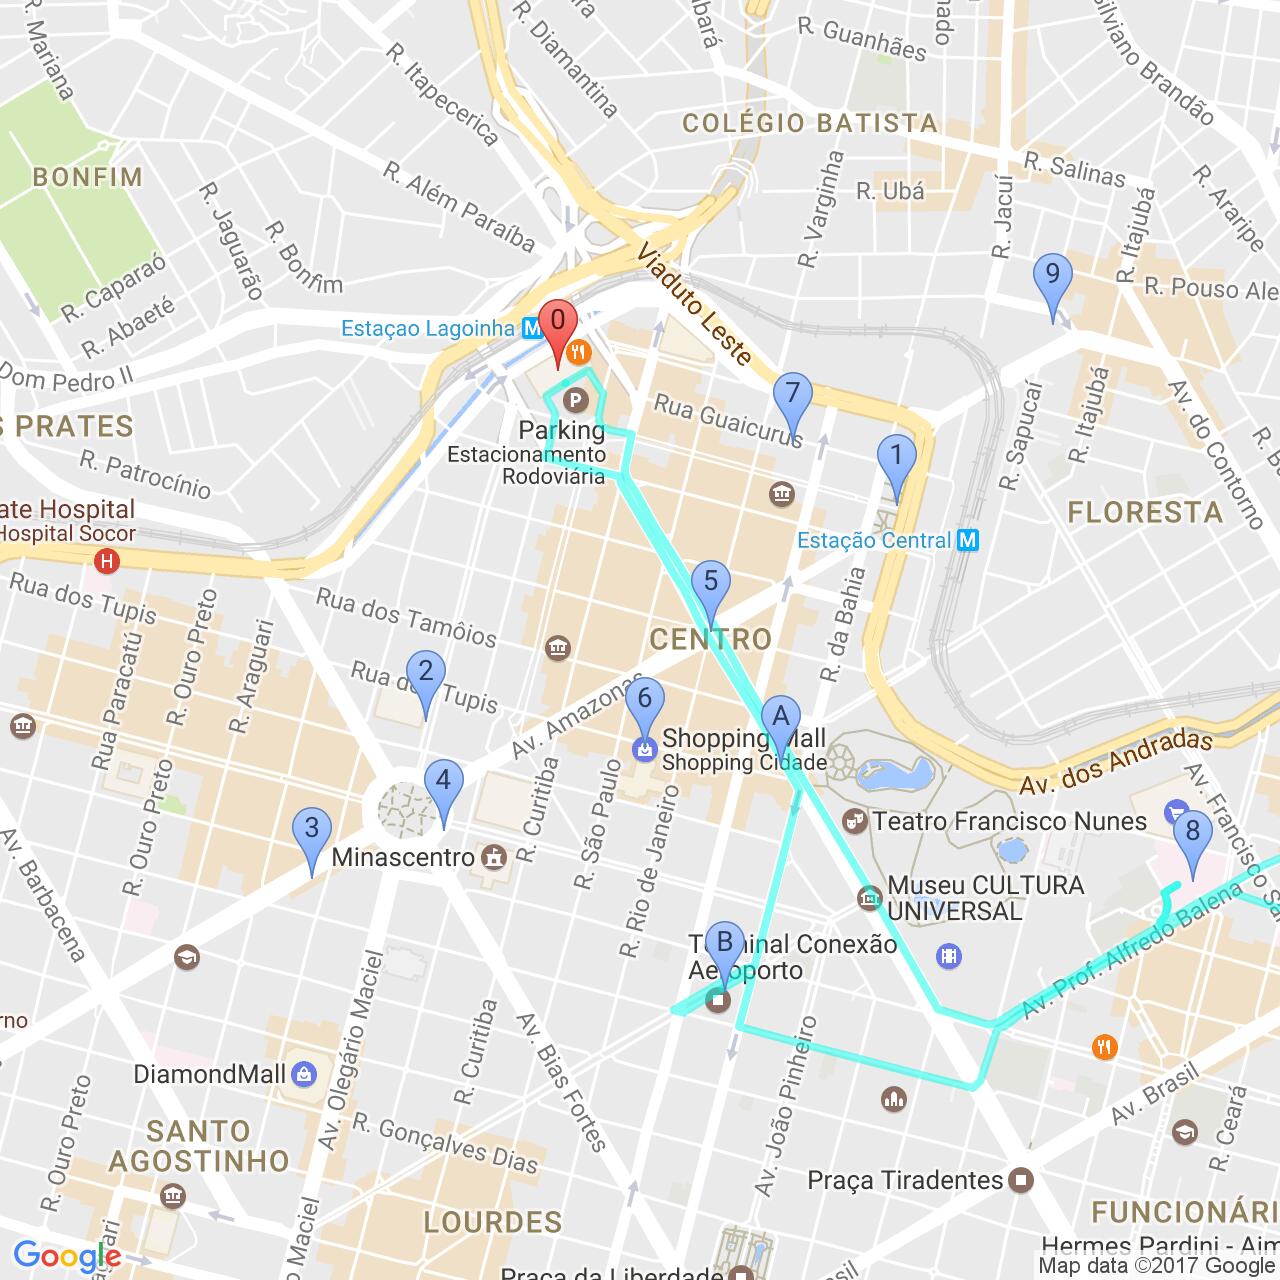 R. Mariana
R. Diamantina
R. Guanhães
R. Itapecerica
COLÉGIO BATISTA
Silviano Brandão
R. Salinas
BONFIM
R. Além Paraíba
R. Varginha
R. Ubá
R. Jacuí
R. Itajubá
R. Araripe
R. Jaguarão
R. Bonfim
R. Caparaó
R. Abaeté
Viaduto Leste
9
R. Pouso Ale
Estaçao Lagoinha
M
0
Dom Pedro II
S PRATES
R. Patrocínio
P
Parking
Estacionamento
Rodoviária
Rua Guaicurus
7
1
R. Sapucaí
R. Itajubá
Av. do Contorno
R. Ba
FLORESTA
ate Hospital
Hospital Socor
H
Estação Central
M
Rua dos Tupis
R. Ouro Preto
Rua Paracatú
R. Araguari
Rua dos Tamôios
5
CENTRO
R. da Bahia
Rua dos Tupis
2
Av. Amazonas
6
A
Shopping Mall
Shopping Cidade
Av. dos Andradas
Av. Francisco Sa
4
3
R. Ouro Preto
Minascentro
R. Curitiba
R. São Paulo
R. Rio de Janeiro
Teatro Francisco Nunes
8
Av. Barbacena
Museu CULTURA
UNIVERSAL
B
Terminal Conexão
Aeroporto
Av. Prof. Alfredo Balena
rno
Av. Olegário Maciel
R. Curitiba
Av. Bias Fortes
Av. João Pinheiro
DiamondMall
Av. Brasil
R. Ceará
R. Ouro Preto
SANTO
AGOSTINHO
R. Gonçalves Dias
Praça Tiradentes
LOURDES
FUNCIONÁRI
Maciel
Hermes Pardini - Aim
Google
Praça da Liberdade
Map data ©2017 Google